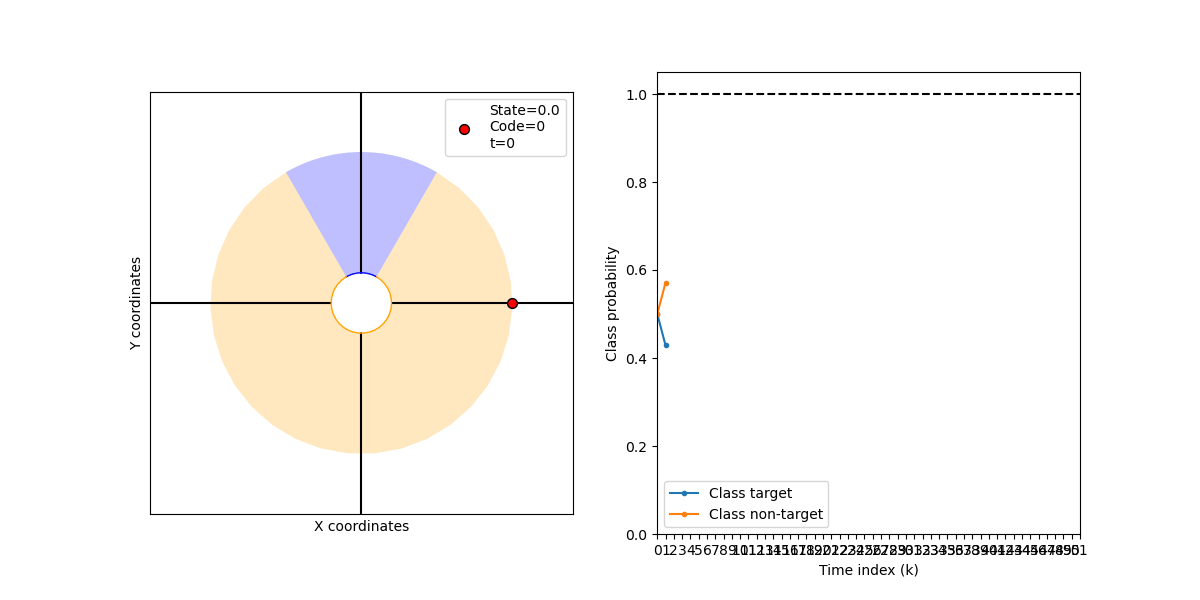 State=0.0
Code=0
t=0
Y coordinates
X coordinates
1.0
0.8
0.6
0.4
0.2
0.0
Class probability
Class target
Class non-target
Time index (k)